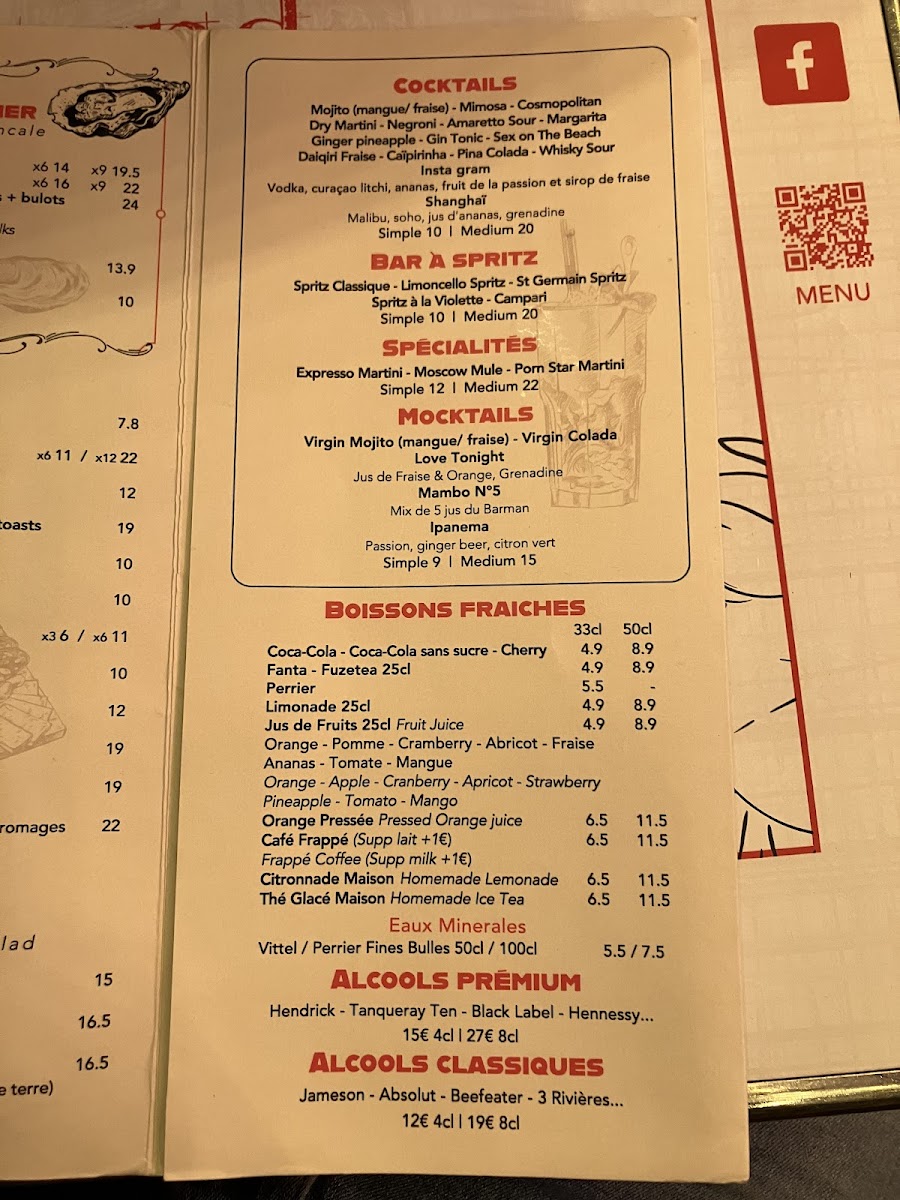 IER
ncale
x6 14 x9 19.5
x6 16 x9 22
s + bulots 24
lks
13.9
10
7.8
x6 11 / x12 22
12
toasts 19
10
10
x3 6 / x6 11
10
12
19
19
romages 22
lad
15
16.5
16.5
e terre)
COCKTAILS
Mojito (mangue/ fraise) - Mimosa - Cosmopolitan
Dry Martini - Negroni - Amaretto Sour - Margarita
Ginger pineapple - Gin Tonic - Sex on The Beach
Daiqiri Fraise - Caïpirinha - Pina Colada - Whisky Sour
Insta gram
Vodka, curaçao litchi, ananas, fruit de la passion et sirop de fraise
Shanghaï
Malibu, soho, jus d'ananas, grenadine
Simple 10 | Medium 20
BAR À SPRITZ
Spritz Classique - Limoncello Spritz - St Germain Spritz
Spritz à la Violette - Campari
Simple 10 | Medium 20
SPÉCIALITÉS
Expresso Martini - Moscow Mule - Porn Star Martini
Simple 12 | Medium 22
MOCKTAILS
Virgin Mojito (mangue/ fraise) - Virgin Colada
Love Tonight
Jus de Fraise & Orange, Grenadine
Mambo N°5
Mix de 5 jus du Barman
Ipanema
Passion, ginger beer, citron vert
Simple 9 | Medium 15
BOISSONS FRAICHES
33cl 50cl
Coca-Cola - Coca-Cola sans sucre - Cherry 4.9 8.9
Fanta - Fuzetea 25cl 4.9 8.9
Perrier 5.5 -
Limonade 25cl 4.9 8.9
Jus de Fruits 25cl Fruit Juice 4.9 8.9
Orange - Pomme - Cramberry - Abricot - Fraise
Ananas - Tomate - Mangue
Orange - Apple - Cranberry - Apricot - Strawberry
Pineapple - Tomato - Mango
Orange Pressée Pressed Orange juice 6.5 11.5
Café Frappé (Supp lait +1€) 6.5 11.5
Frappé Coffee (Supp milk +1€)
Citronnade Maison Homemade Lemonade 6.5 11.5
Thé Glacé Maison Homemade Ice Tea 6.5 11.5
Eaux Minerales
Vittel / Perrier Fines Bulles 50cl / 100cl 5.5 / 7.5
ALCOOLS PRÉMIUM
Hendrick - Tanqueray Ten - Black Label - Hennessy...
15€ 4cl | 27€ 8cl
ALCOOLS CLASSIQUES
Jameson - Absolut - Beefeater - 3 Rivières...
12€ 4cl | 19€ 8cl
f
MENU